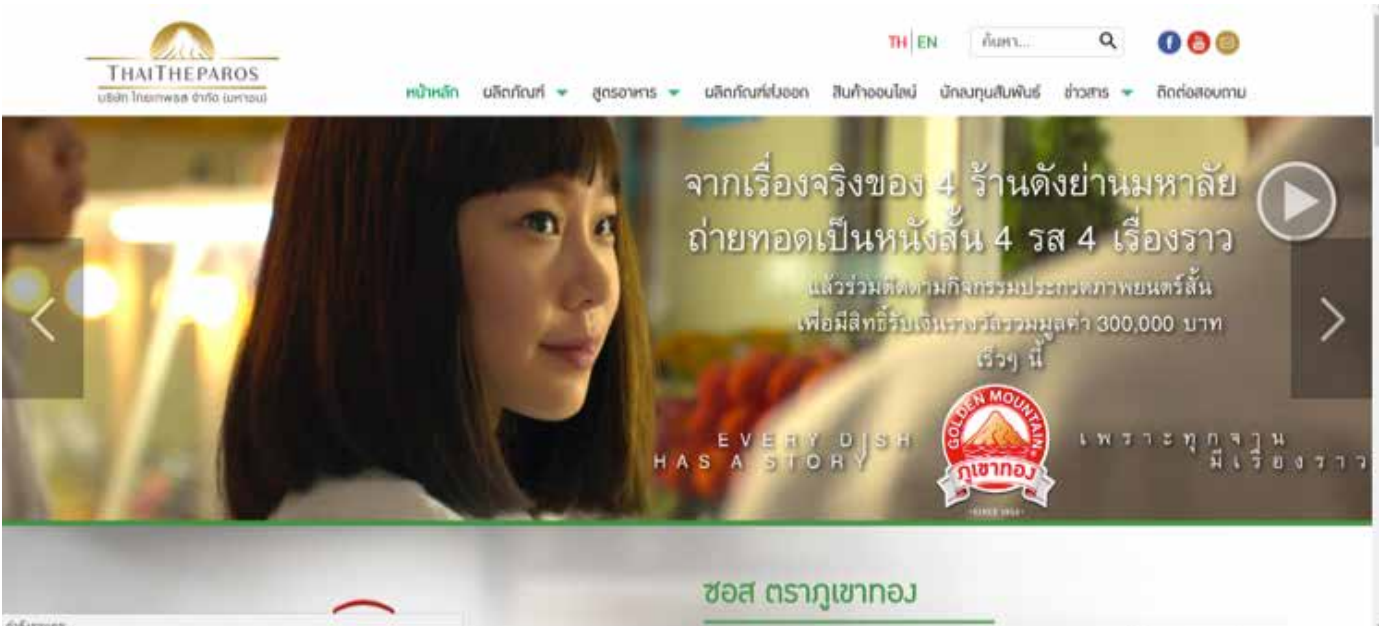 TH EN ค้นหา...
THAITHEPAROS
บริษัท ไทยเทพรส จำกัด (มหาชน)
หน้าหลัก ผลิตภัณฑ์ สูตรอาหาร ผลิตภัณฑ์ส่งออก สินค้าออนไลน์ นักลงทุนสัมพันธ์ ข่าวสาร ติดต่อสอบถาม
จากเรื่องจริงของ 4 ร้านดังย่านมหาลัย
ถ่ายทอดเป็นหนังสั้น 4 รส 4 เรื่องราว
แล้วร่วมติดตามกิจกรรมประกวดภาพยนตร์สั้น
เพื่อมีสิทธิ์รับเงินรางวัลรวมมูลค่า 300,000 บาท
เร็วๆ นี้
EVERY DISH
HAS A STORY
GOLDEN MOUNTAIN
ภูเขาทอง
เพราะทุกจาน
มีเรื่องราว
ซอส ตราภูเขาทอง